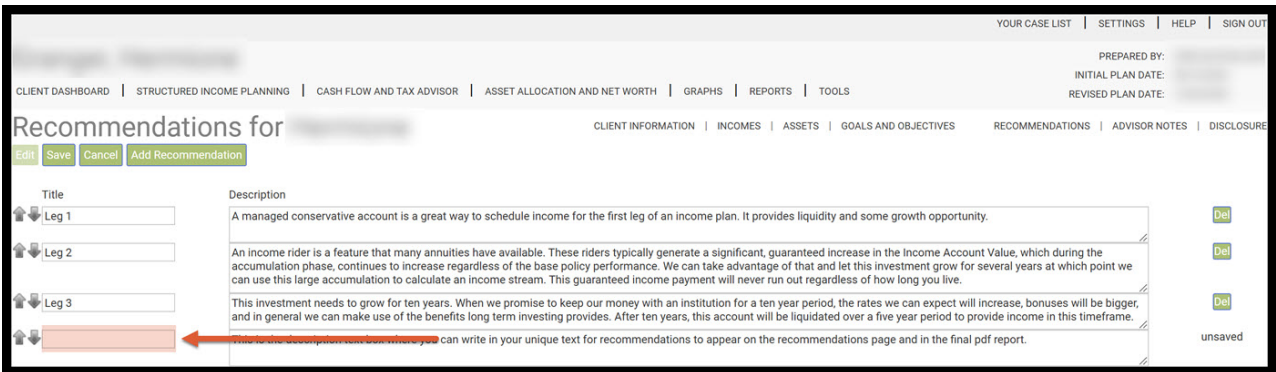 YOUR CASE LIST | SETTINGS | HELP | SIGN OUT
PREPARED BY:
INITIAL PLAN DATE:
REVISED PLAN DATE:
CLIENT DASHBOARD | STRUCTURED INCOME PLANNING | CASH FLOW AND TAX ADVISOR | ASSET ALLOCATION AND NET WORTH | GRAPHS | REPORTS | TOOLS
Recommendations for
CLIENT INFORMATION | INCOMES | ASSETS | GOALS AND OBJECTIVES RECOMMENDATIONS | ADVISOR NOTES | DISCLOSURE
Edit Save Cancel Add Recommendation
Title Description
Leg 1 A managed conservative account is a great way to schedule income for the first leg of an income plan. It provides liquidity and some growth opportunity. Del
Leg 2 An income rider is a feature that many annuities have available. These riders typically generate a significant, guaranteed increase in the Income Account Value, which during the Del
accumulation phase, continues to increase regardless of the base policy performance. We can take advantage of that and let this investment grow for several years at which point we
can use this large accumulation to calculate an income stream. This guaranteed income payment will never run out regardless of how long you live.
Leg 3 This investment needs to grow for ten years. When we promise to keep our money with an institution for a ten year period, the rates we can expect will increase, bonuses will be bigger, Del
and in general we can make use of the benefits long term investing provides. After ten years, this account will be liquidated over a five year period to provide income in this timeframe.
This is the description text box where you can write in your unique text for recommendations to appear on the recommendations page and in the final pdf report. unsaved